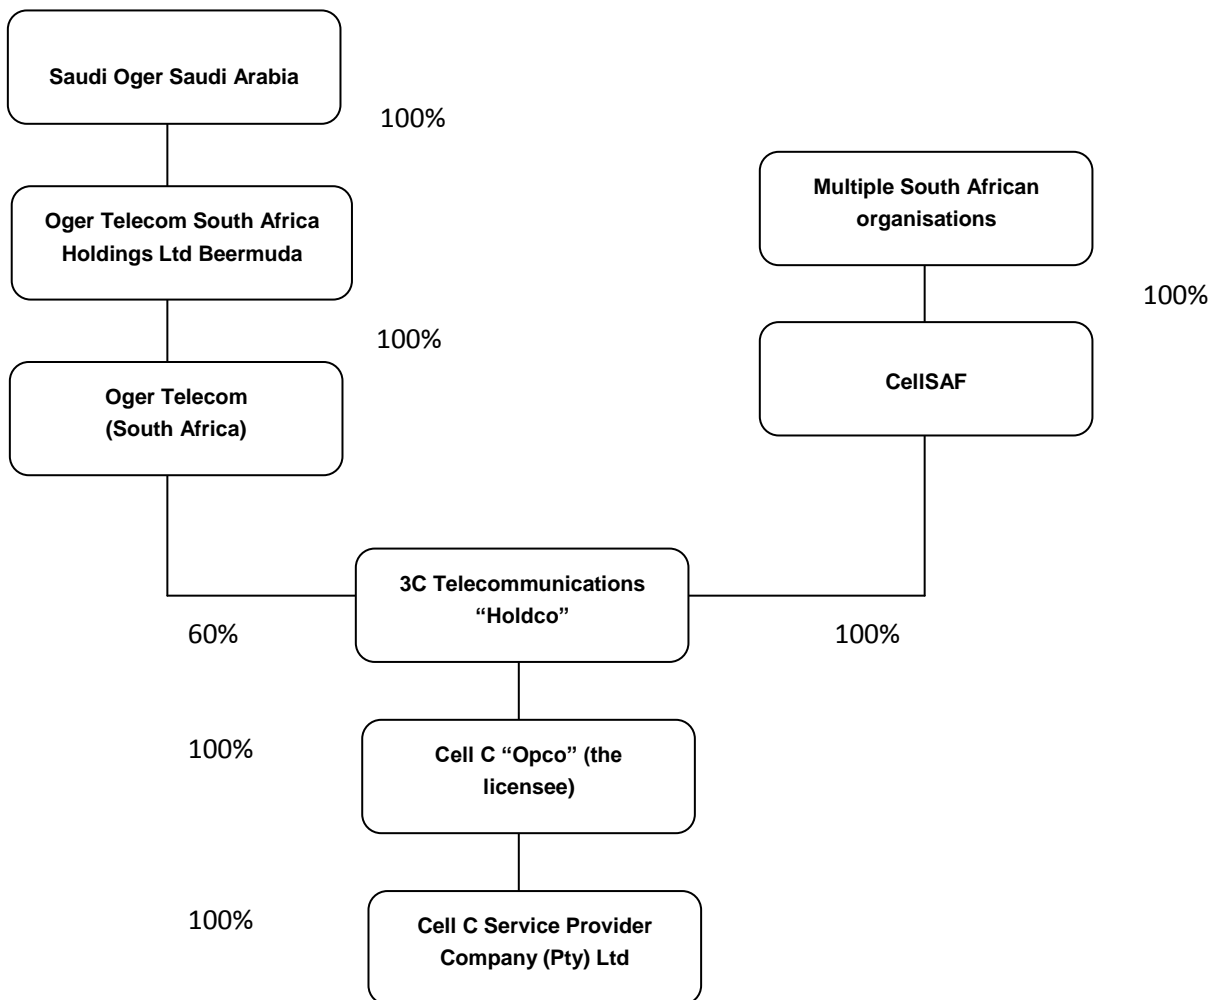 Saudi Oger Saudi Arabia
100%
Multiple South African
organisations
Oger Telecom South Africa
Holdings Ltd Beermuda
100%
100%
CellSAF
Oger Telecom
(South Africa)
3C Telecommunications
“Holdco”
60%
100%
100%
Cell C “Opco” (the
licensee)
100%
Cell C Service Provider
Company (Pty) Ltd